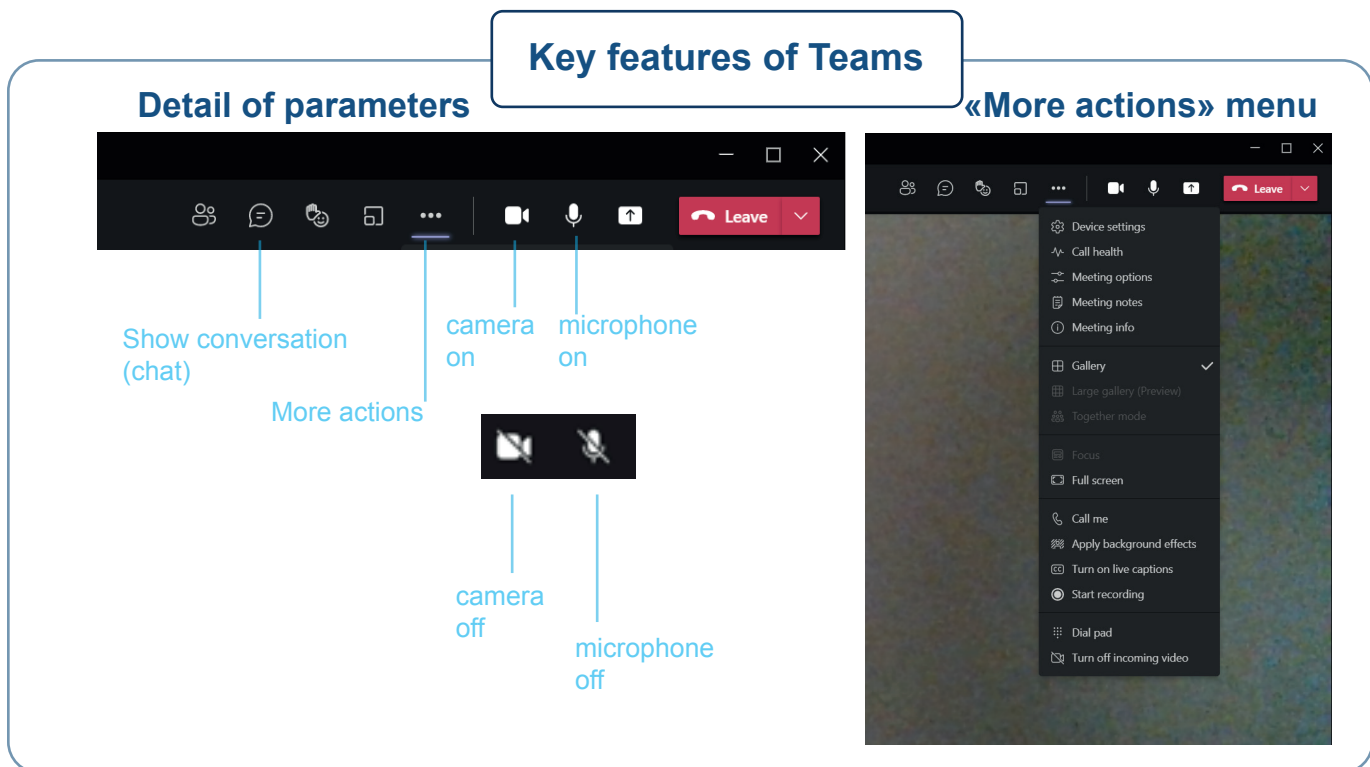 Key features of Teams
Detail of parameters
Leave
Show conversation
(chat)
More actions
camera
on
microphone
on
camera
off
microphone
off
«More actions» menu
Leave
Device settings
Call health
Meeting options
Meeting notes
Meeting info
Gallery
Large gallery (Preview)
Together mode
Focus
Full screen
Call me
Apply background effects
CC Turn on live captions
Start recording
Dial pad
Turn off incoming video